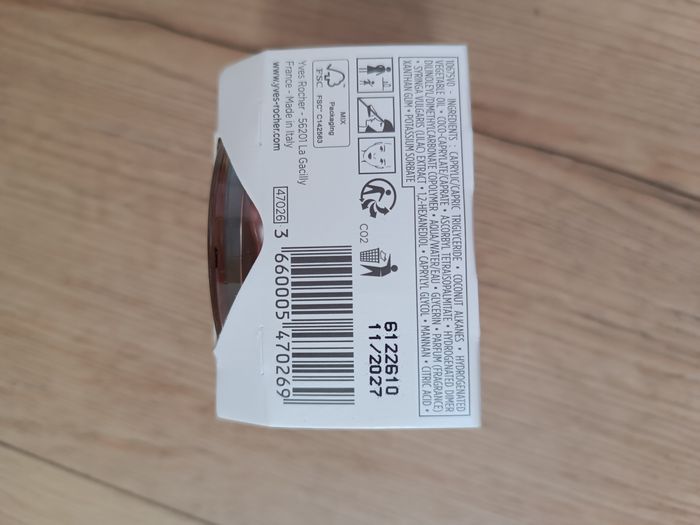 10675V0 - INGREDIENTS : CAPRYLIC/CAPRIC TRIGLYCERIDE • COCONUT ALKANES • HYDROGENATED
VEGETABLE OIL • COCO-CAPRYLATE/CAPRATE • ASCORBYL TETRAISOPALMITATE • HYDROGENATED DIMER
DILINOLEYL/DIMETHYLCARBONATE COPOLYMER • AQUA/WATER/EAU • GLYCERIN • PARFUM (FRAGRANCE)
• SYRINGA VULGARIS (LILAC) EXTRACT • 1,2-HEXANEDIOL • CAPRYLYL GLYCOL • MANNAN • CITRIC ACID •
XANTHAN GUM • POTASSIUM SORBATE
CO2
6122610
11/2027
FSC
MIX
Packaging
FSC™ C142563
Yves Rocher - 56201 La Gacilly
France - Made in Italy
www.yves-rocher.com
47026
3 660005 470269